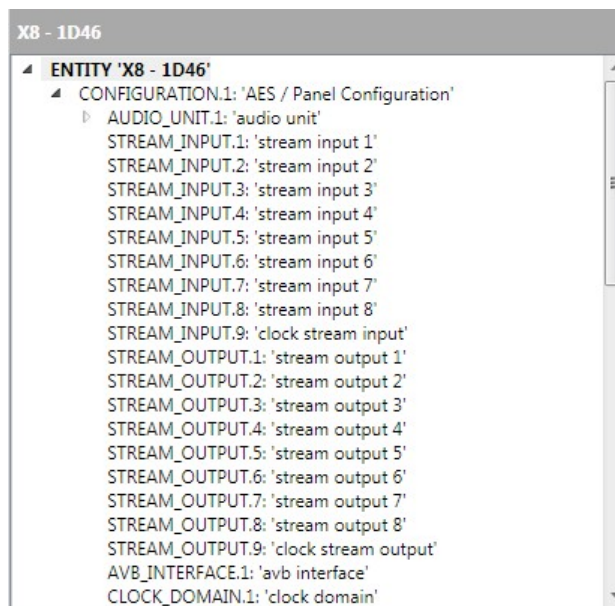 X8 - 1D46
ENTITY 'X8 - 1D46'
CONFIGURATION.1: 'AES / Panel Configuration'
AUDIO_UNIT.1: 'audio unit'
STREAM_INPUT.1: 'stream input 1'
STREAM_INPUT.2: 'stream input 2'
STREAM_INPUT.3: 'stream input 3'
STREAM_INPUT.4: 'stream input 4'
STREAM_INPUT.5: 'stream input 5'
STREAM_INPUT.6: 'stream input 6'
STREAM_INPUT.7: 'stream input 7'
STREAM_INPUT.8: 'stream input 8'
STREAM_INPUT.9: 'clock stream input'
STREAM_OUTPUT.1: 'stream output 1'
STREAM_OUTPUT.2: 'stream output 2'
STREAM_OUTPUT.3: 'stream output 3'
STREAM_OUTPUT.4: 'stream output 4'
STREAM_OUTPUT.5: 'stream output 5'
STREAM_OUTPUT.6: 'stream output 6'
STREAM_OUTPUT.7: 'stream output 7'
STREAM_OUTPUT.8: 'stream output 8'
STREAM_OUTPUT.9: 'clock stream output'
AVB_INTERFACE.1: 'avb interface'
CLOCK_DOMAIN.1: 'clock domain'